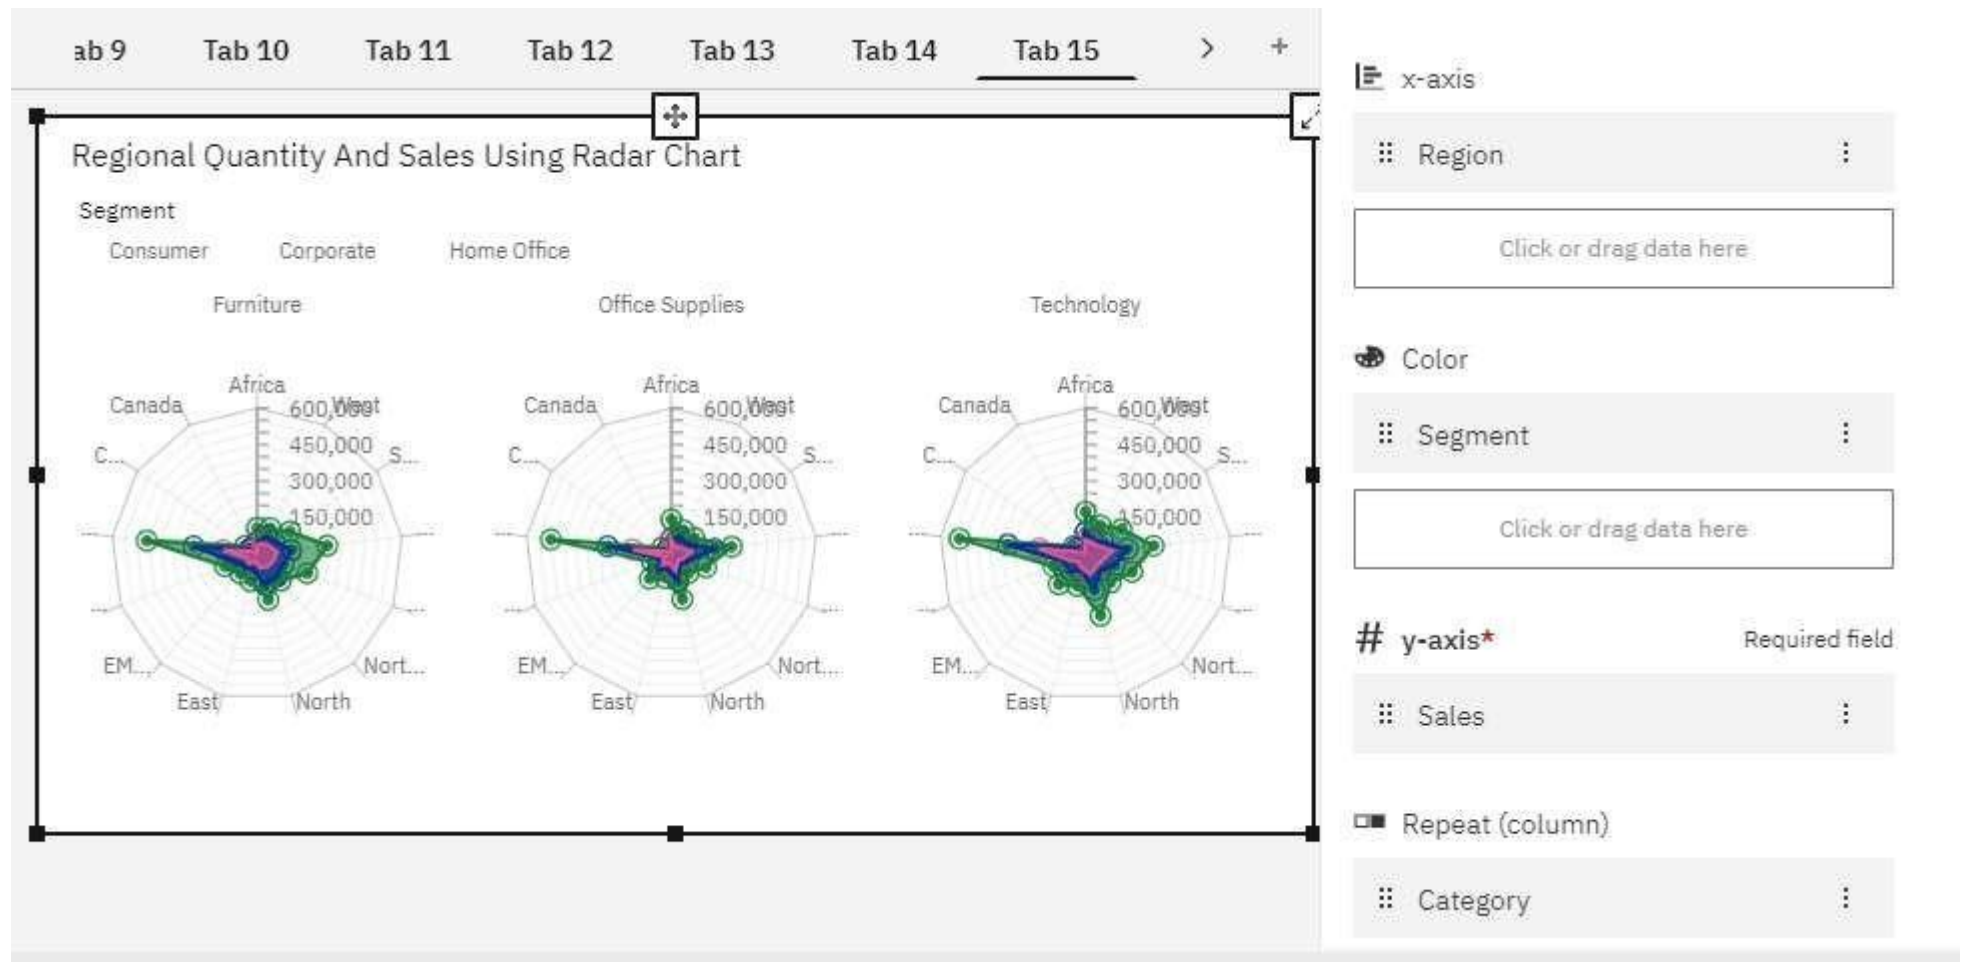 ab 9 Tab 10 Tab 11 Tab 12 Tab 13 Tab 14 Tab 15 > +
Regional Quantity And Sales Using Radar Chart
Segment
Consumer Corporate Home Office
Furniture Office Supplies Technology
Africa Africa Africa
Canada 600,000 West Canada 600,000 West Canada 600,000 West
C... 450,000 S... C... 450,000 S... C... 450,000 S...
300,000 300,000 300,000
150,000 150,000 150,000
EM... Nort... EM... Nort... EM... Nort...
East North East North East North
x-axis
Region
Click or drag data here
Color
Segment
Click or drag data here
# y-axis* Required field
Sales
Repeat (column)
Category